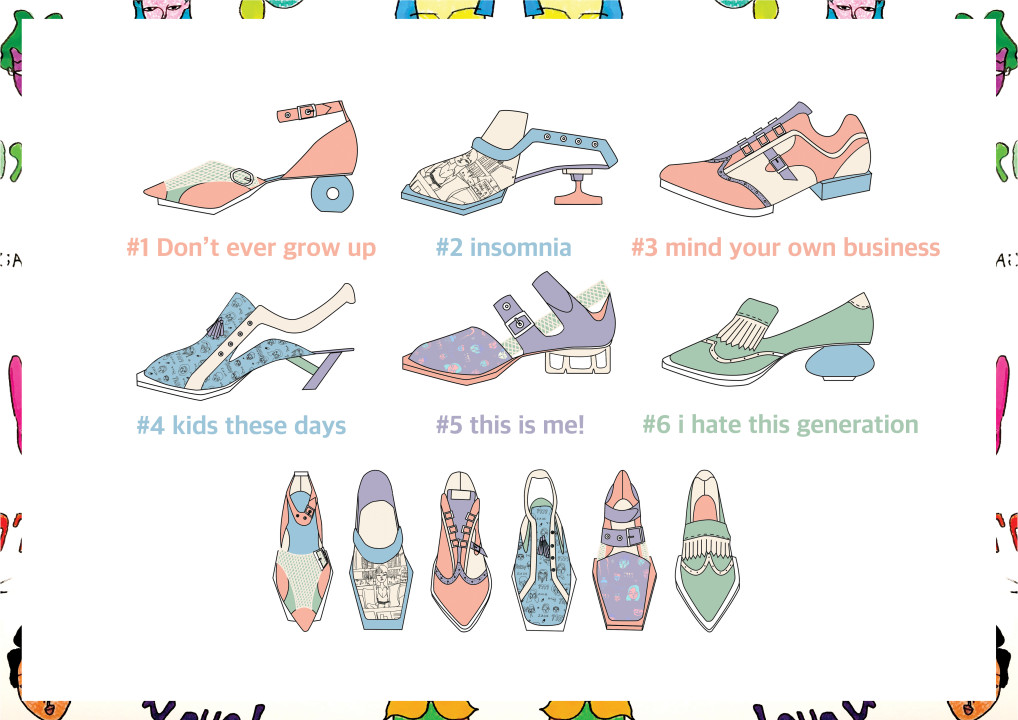 #1 Don't ever grow up
#2 insomnia
#3 mind your own business
#4 kids these days
#5 this is me!
#6 i hate this generation